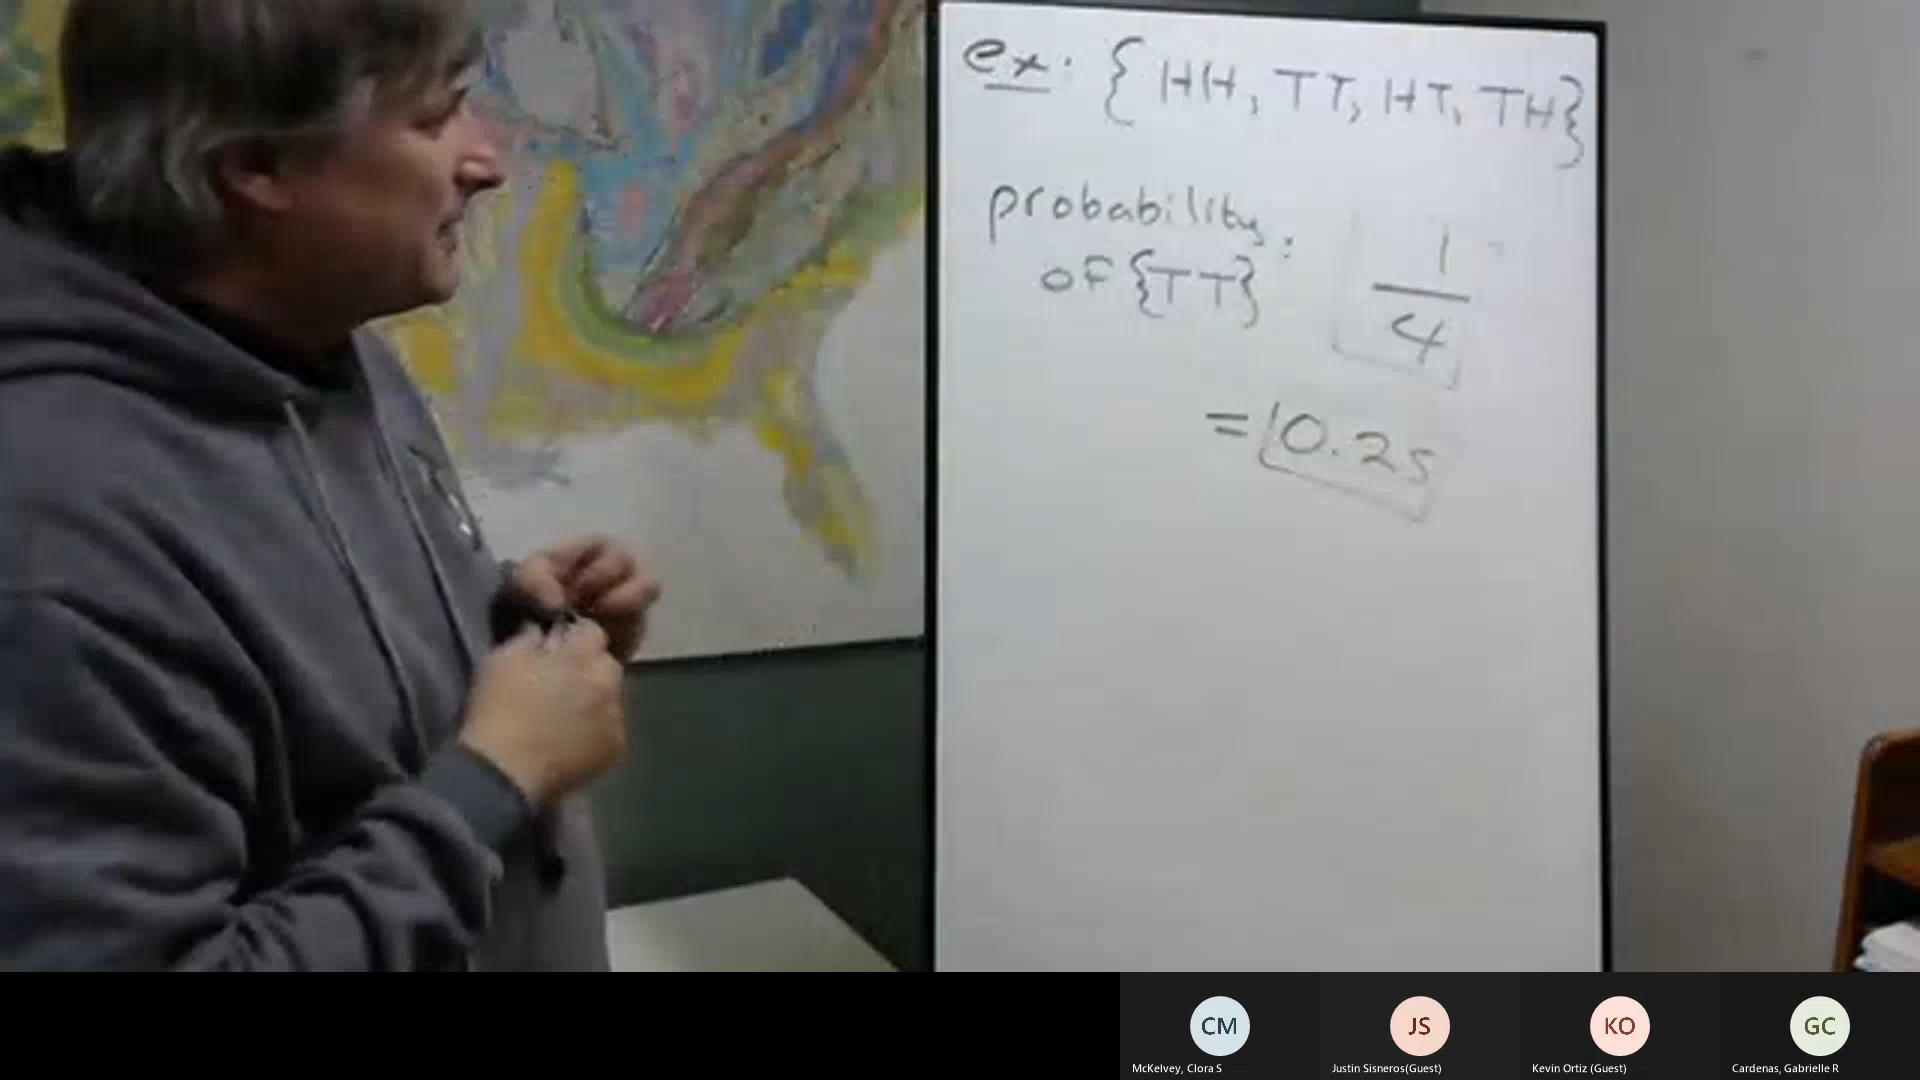 ex: { HH, TT, HT, TH}
probability
of {TT} :
1
4
= 0.25
CM
JS
KO
GC
McKelvey, Clora S
Justin Sisneros(Guest)
Kevin Ortiz (Guest)
Cardenas, Gabrielle R